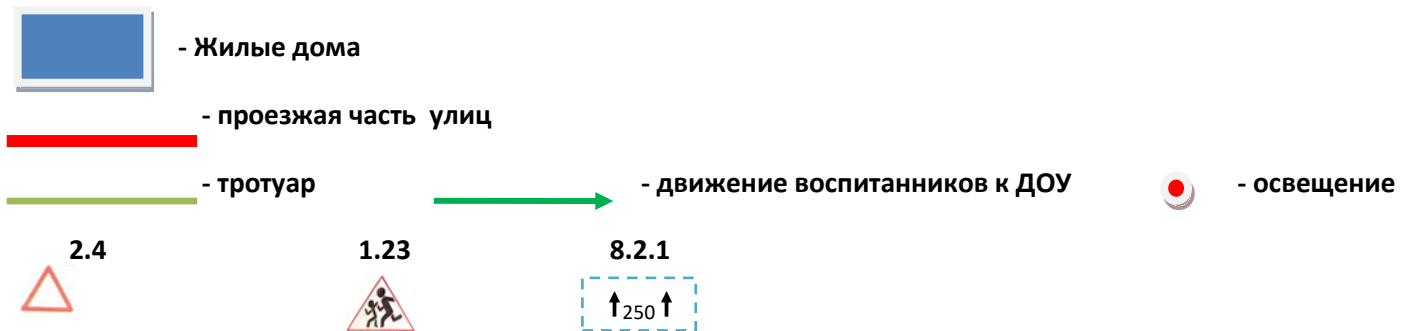 - Жилые дома
- проезжая часть улиц
- тротуар - движение воспитанников к ДОУ - освещение
2.4 1.23 8.2.1
250